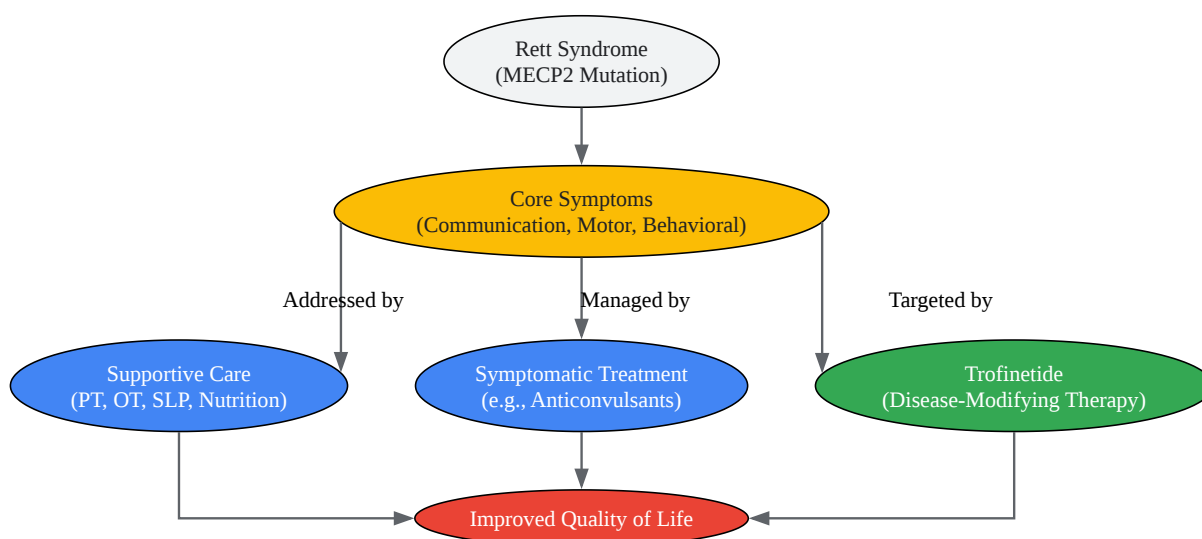 Rett Syndrome
(MECP2 Mutation)
Core Symptoms
(Communication, Motor, Behavioral)
Addressed by
Managed by
Targeted by
Supportive Care
(PT, OT, SLP, Nutrition)
Symptomatic Treatment
(e.g., Anticonvulsants)
Trofinetide
(Disease-Modifying Therapy)
Improved Quality of Life